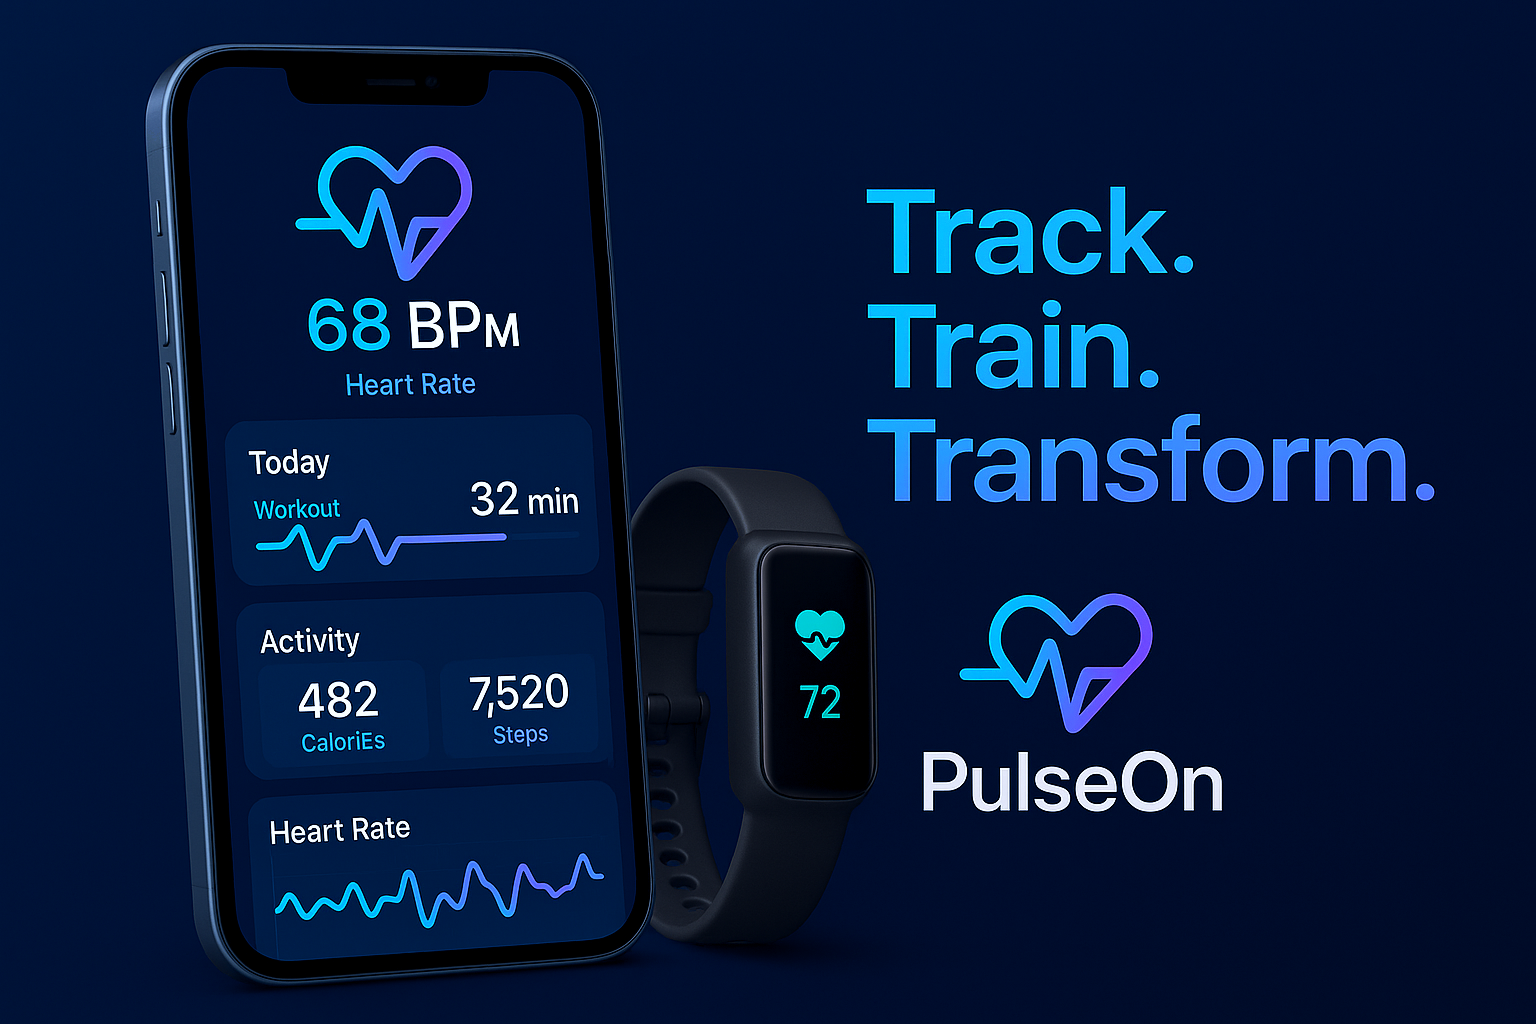 68 BPM
Heart Rate
Today
Workout
32 min
Activity
482
CaloriEs
7,520
Steps
Heart Rate
72
Track.
Train.
Transform.
PulseOn